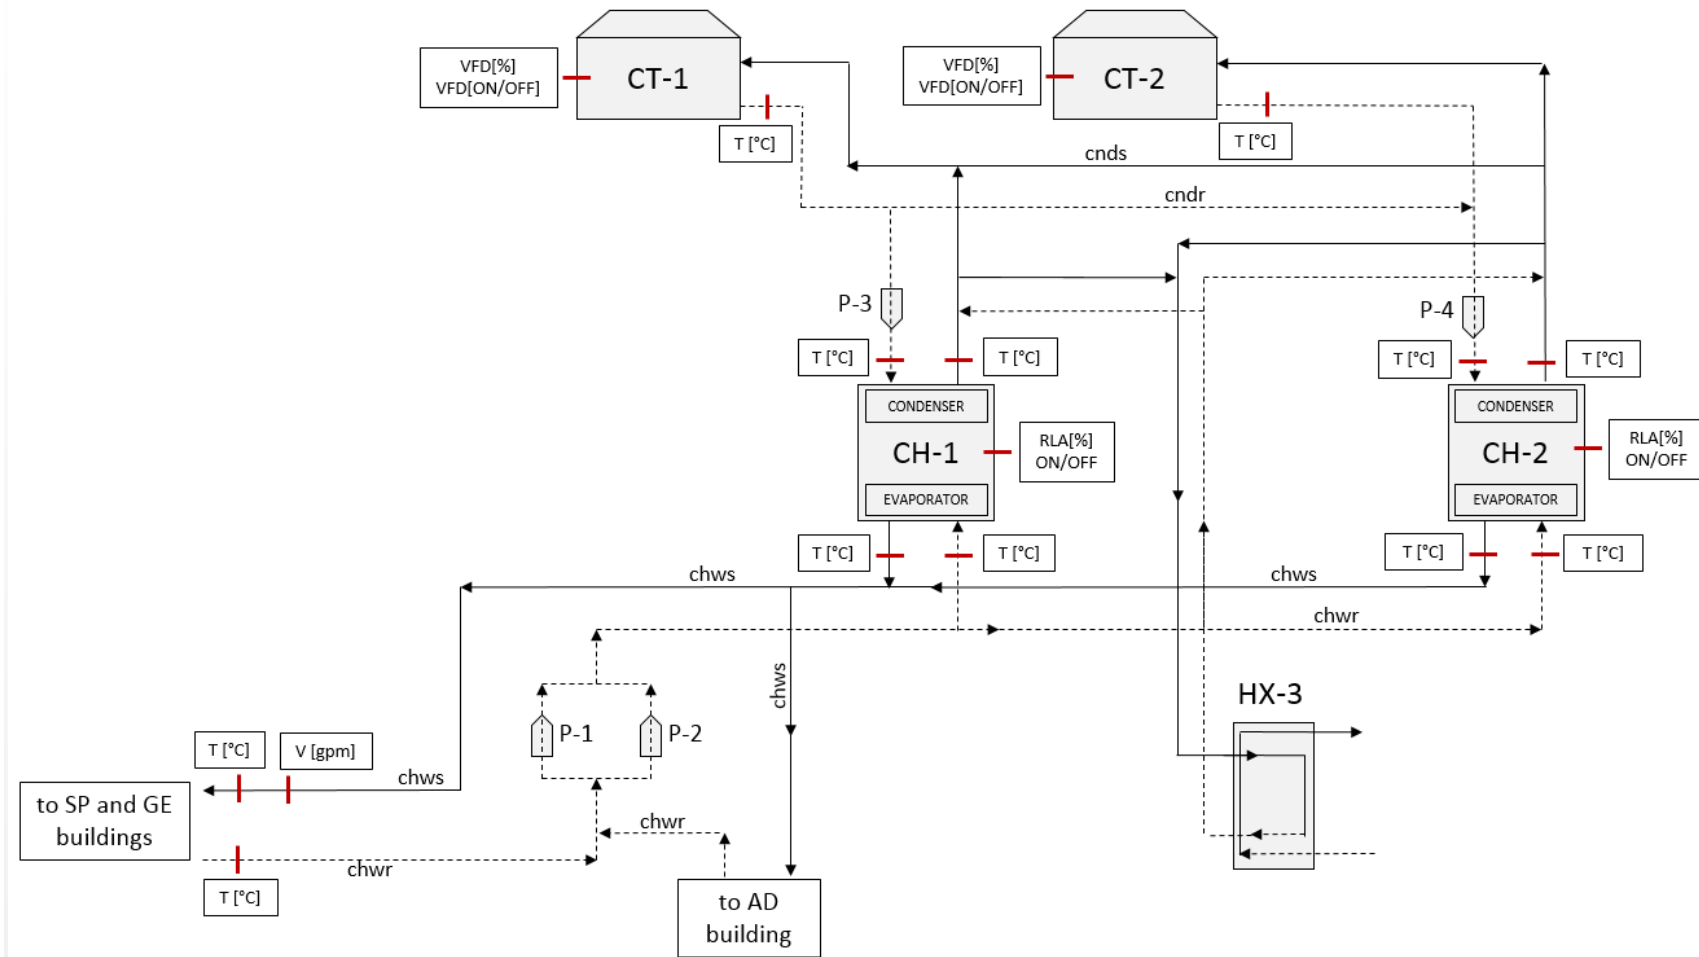 VFD[%]
VFD[ON/OFF]
CT-1
T [°C]
VFD[%]
VFD[ON/OFF]
CT-2
T [°C]
cnds
cndr
P-3
T [°C]
T [°C]
P-4
T [°C]
T [°C]
CONDENSER
CH-1
EVAPORATOR
RLA[%]
ON/OFF
CONDENSER
CH-2
EVAPORATOR
RLA[%]
ON/OFF
T [°C]
T [°C]
T [°C]
T [°C]
chws
chws
chwr
chws
P-1
P-2
HX-3
T [°C]
V [gpm]
chws
to SP and GE
buildings
chwr
chwr
T [°C]
to AD
building